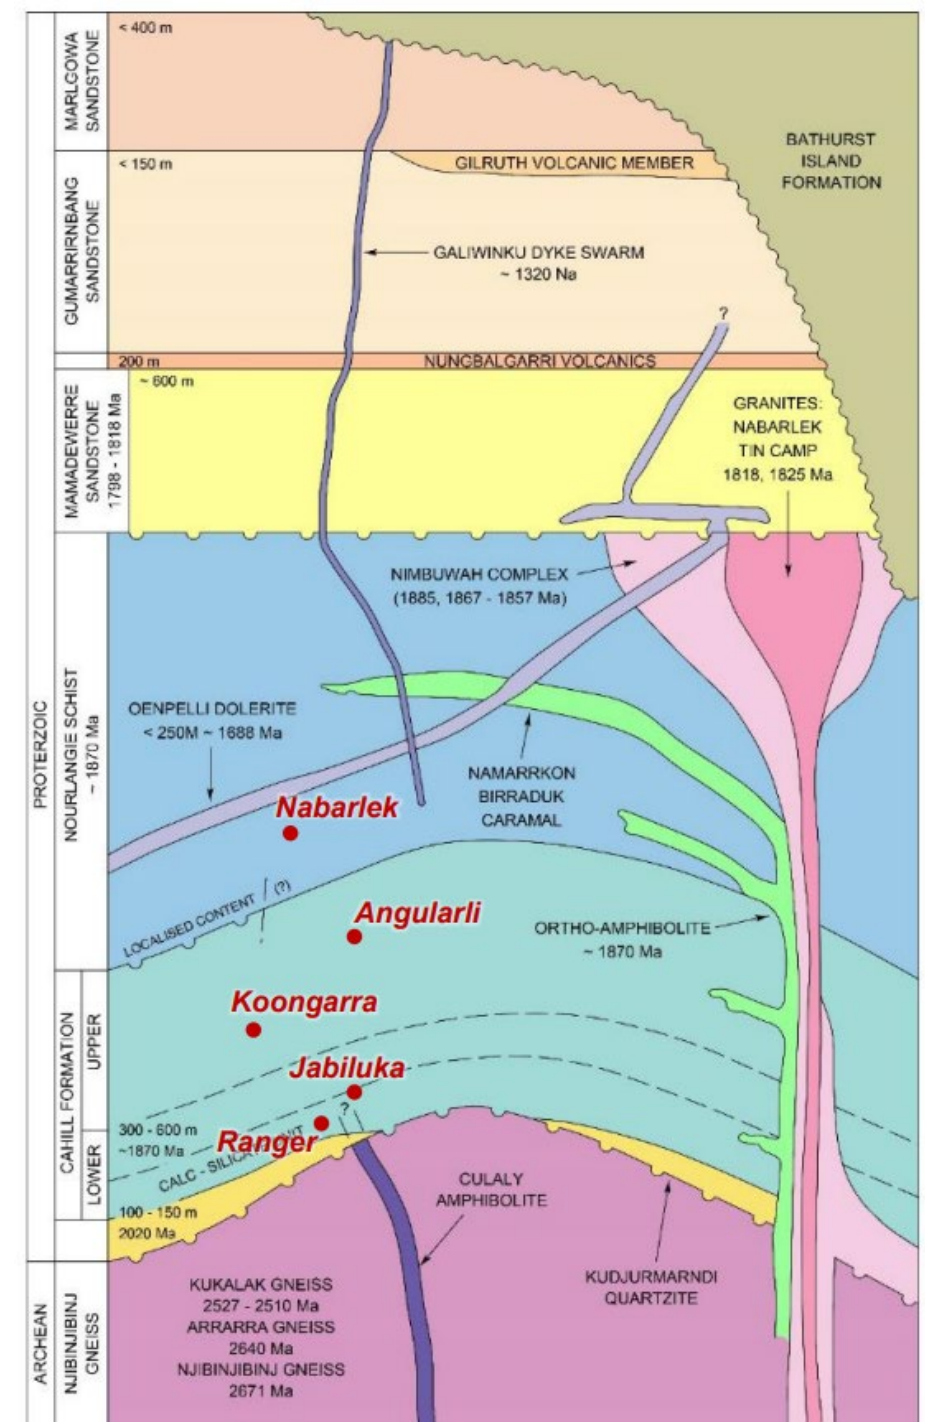 MARLGOWA
SANDSTONE
< 400 m
BATHURST
ISLAND
FORMATION
GUMARRIRNBANG
SANDSTONE
< 150 m
GILRUTH VOLCANIC MEMBER
GALIWINKU DYKE SWARM
~ 1320 Na
?
200 m
NUNGBALGARRI VOLCANICS
MAMADEWERRE
SANDSTONE
1798 - 1818 Ma
~ 600 m
GRANITES:
NABARLEK
TIN CAMP
1818, 1825 Ma
PROTERZOIC
NOURLANGIE SCHIST
~ 1870 Ma
NIMBUWAH COMPLEX
(1885, 1867 - 1857 Ma)
OENPELLI DOLERITE
< 250M ~ 1688 Ma
NAMARRKON
BIRRADUK
CARAMAL
Nabarlek
LOCALISED CONTENT
(?)
Angularli
ORTHO-AMPHIBOLITE
~ 1870 Ma
CAHILL FORMATION
UPPER
Koongarra
Jabiluka
?
300 - 600 m
~1870 Ma
Ranger
LOWER
100 - 150 m
2020 Ma
CULALY
AMPHIBOLITE
KUDJURMARNDI
QUARTZITE
ARCHEAN
NJIBINJIBINJ
GNEISS
KUKALAK GNEISS
2527 - 2510 Ma
ARRARRA GNEISS
2640 Ma
NJIBINJIBINJ GNEISS
2671 Ma